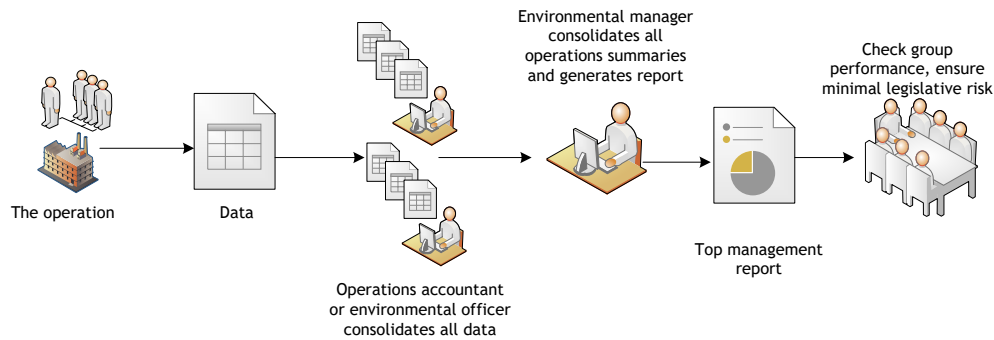 The operation
Data
Operations accountant
or environmental officer
consolidates all data
Environmental manager
consolidates all
operations summaries
and generates report
Top management
report
Check group
performance, ensure
minimal legislative risk